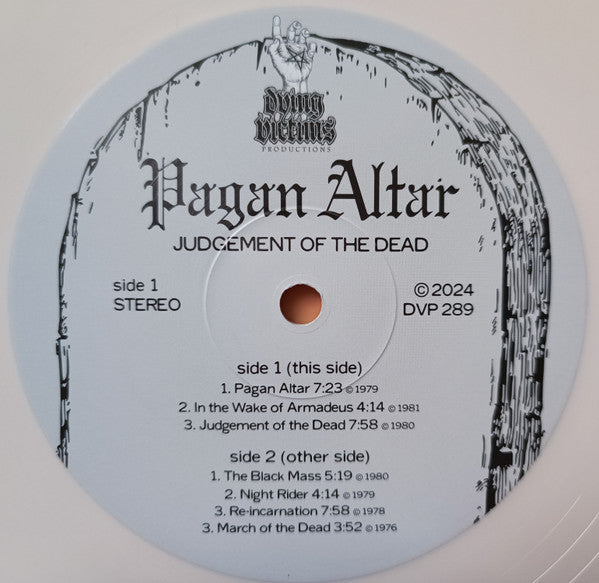 Dying
Victims
PRODUCTIONS
Pagan Altar
JUDGEMENT OF THE DEAD
side 1
STEREO
© 2024
DVP 289
side 1 (this side)
1. Pagan Altar 7:23 © 1979
2. In the Wake of Armadeus 4:14 © 1981
3. Judgement of the Dead 7:58 © 1980
side 2 (other side)
1. The Black Mass 5:19 © 1980
2. Night Rider 4:14 © 1979
3. Re-incarnation 7:58 © 1978
3. March of the Dead 3:52 © 1976